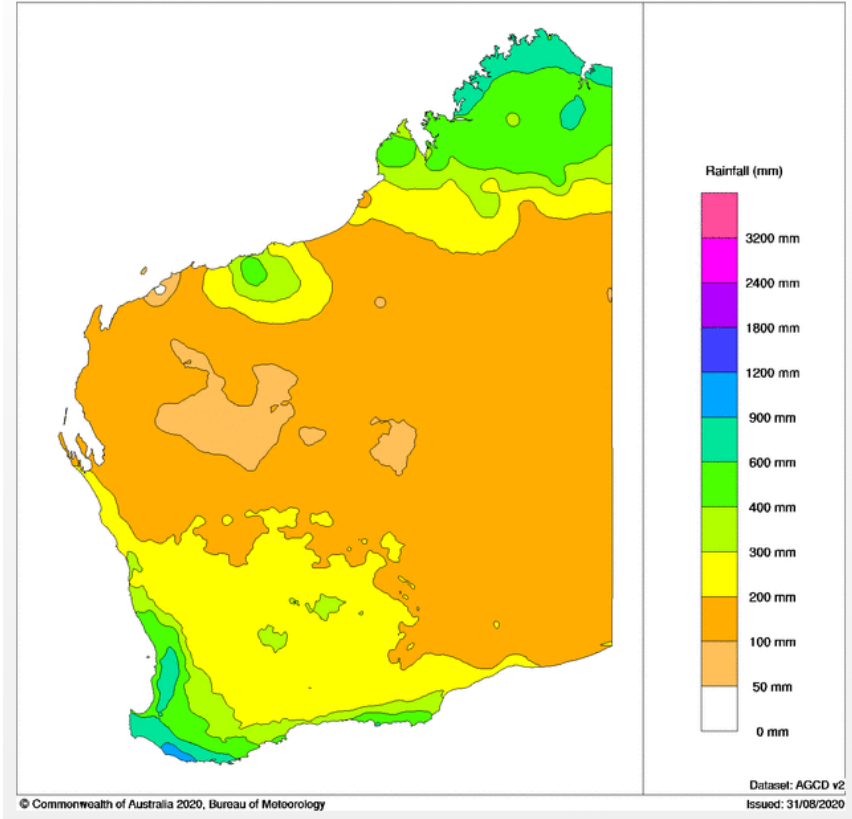 Rainfall (mm)
3200 mm
2400 mm
1800 mm
1200 mm
900 mm
600 mm
400 mm
300 mm
200 mm
100 mm
50 mm
0 mm
Dataset: AGCD v2
© Commonwealth of Australia 2020, Bureau of Meteorology
Issued: 31/08/2020